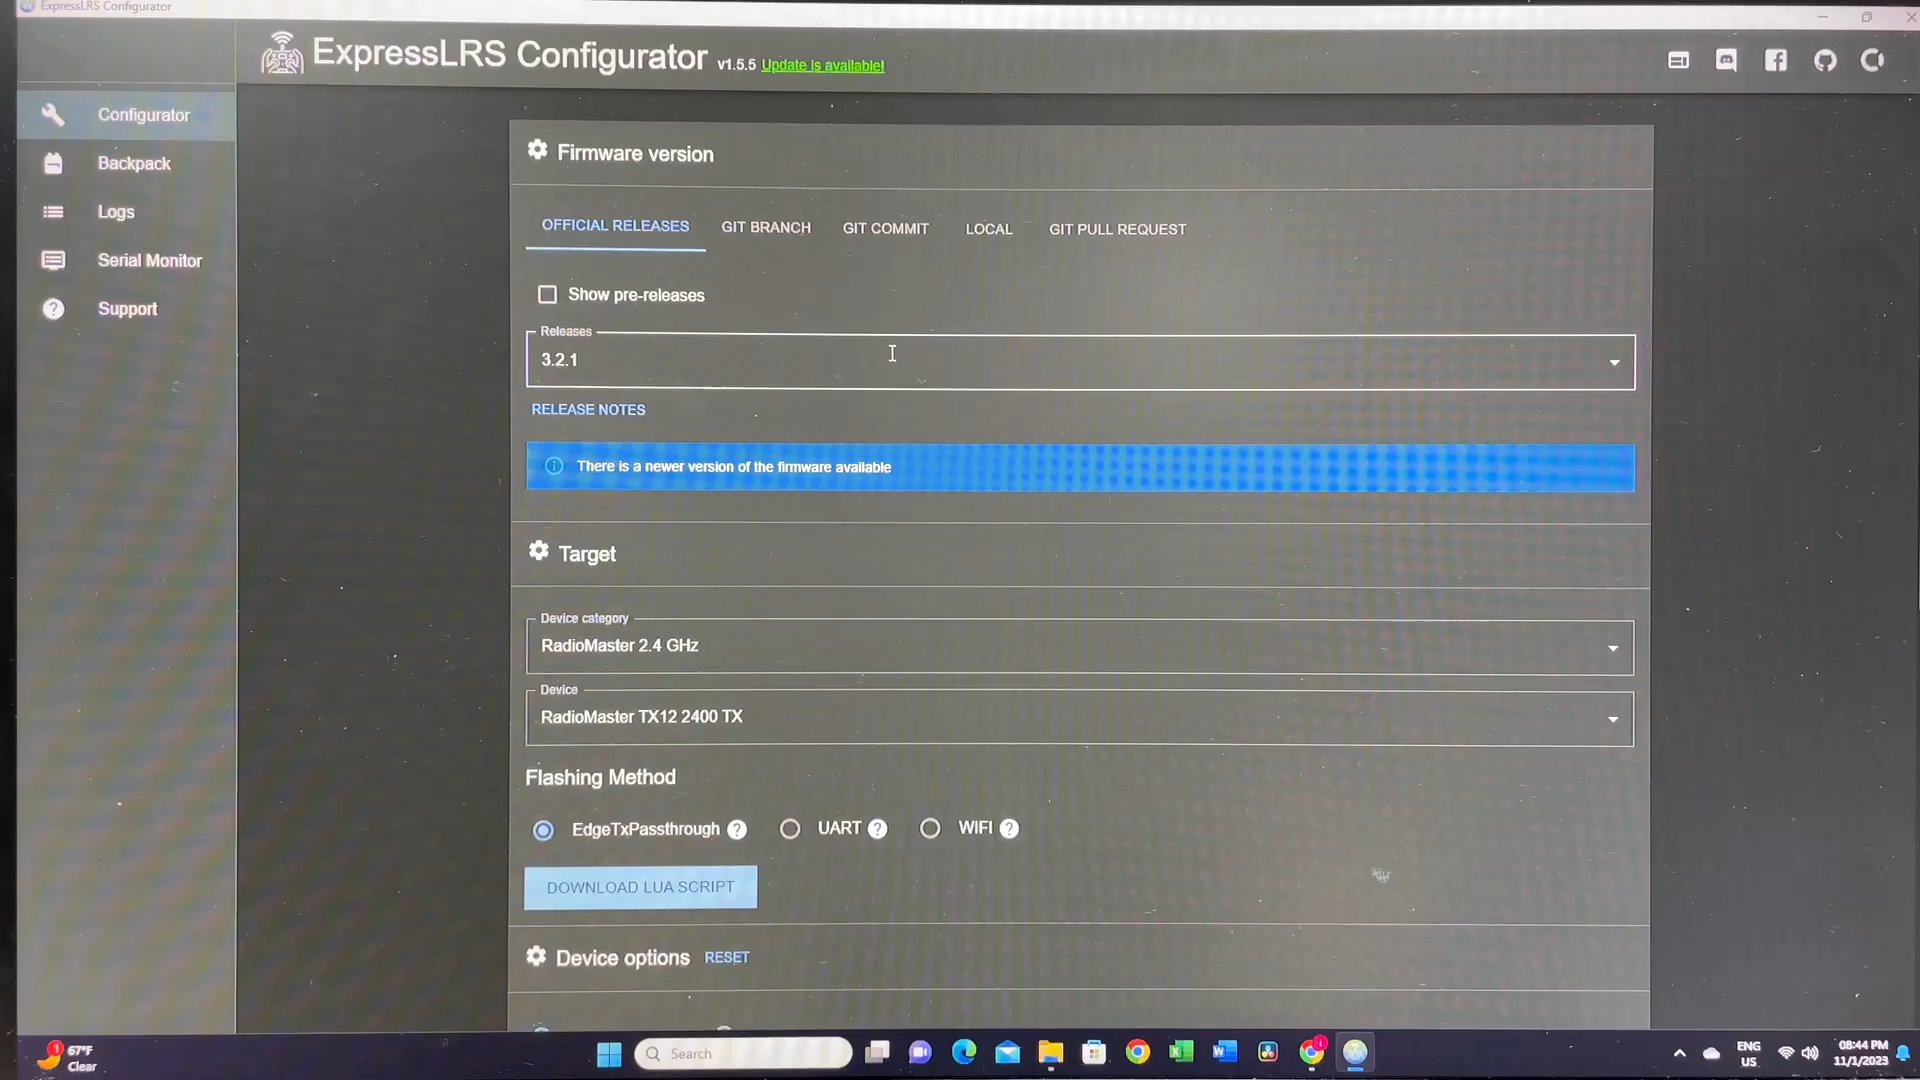 ExpressLRS Configurator
ExpressLRS Configurator v1.5.5 Update is available!
Configurator
Backpack
Logs
Serial Monitor
Support
Firmware version
OFFICIAL RELEASES GIT BRANCH GIT COMMIT LOCAL GIT PULL REQUEST
Show pre-releases
Releases
3.2.1
RELEASE NOTES
There is a newer version of the firmware available
Target
Device category
RadioMaster 2.4 GHz
Device
RadioMaster TX12 2400 TX
Flashing Method
EdgeTxPassthrough ? UART ? WIFI ?
DOWNLOAD LUA SCRIPT
Device options RESET
1
67°F
Clear
Search
ENG
US
08:44 PM
11/1/2023